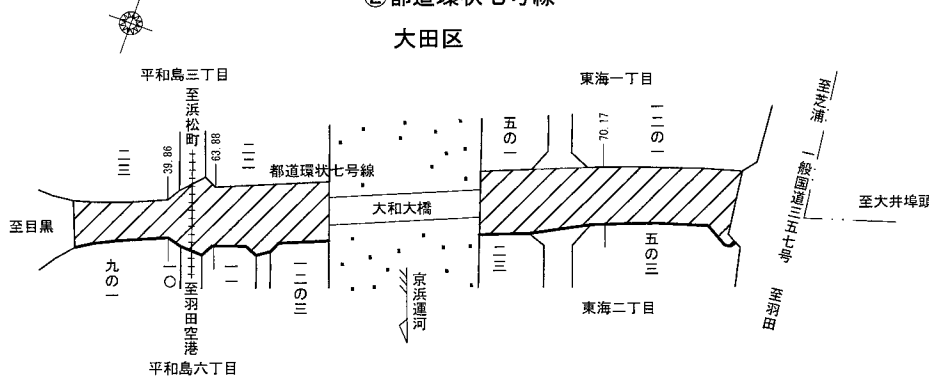 ②都道環状七号線
大田区
平和島三丁目
東海一丁目
至浜松町
至芝浦
二三
39.86
63.88
二二
五の一
70.17
一二の一
都道環状七号線
一般国道三五七号
至目黒
大和大橋
至大井埠頭
九の一
一〇
至羽田空港
一一
一二の三
京浜運河
二三
五の三
至羽田
東海二丁目
平和島六丁目